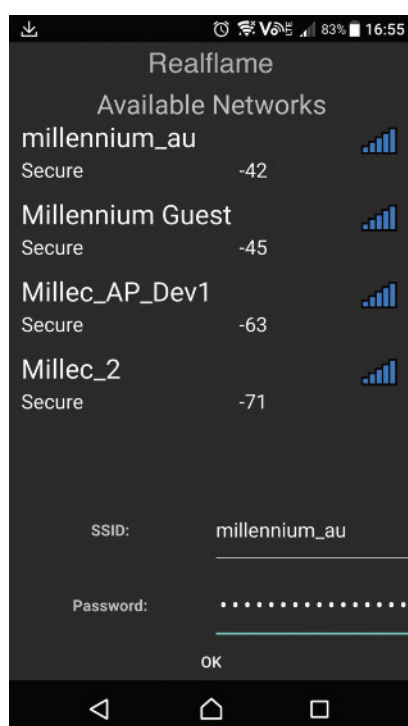 83% 16:55
Realflame
Available Networks
millennium_au
Secure -42
Millennium Guest
Secure -45
Millec_AP_Dev1
Secure -63
Millec_2
Secure -71
SSID: millennium_au
Password: ••••••••••••••••
OK